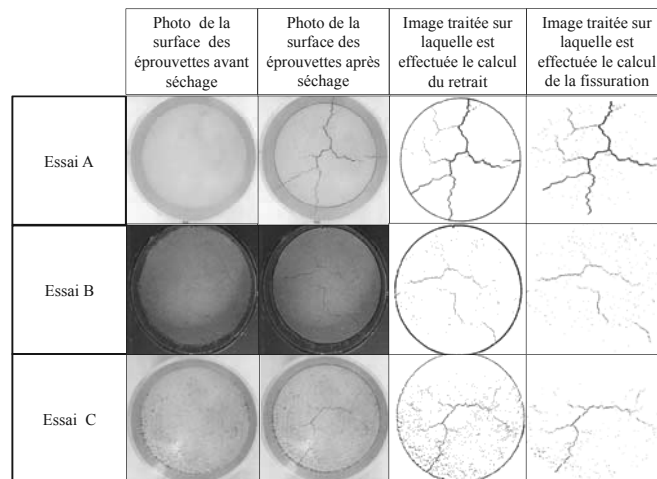 Photo de la
surface des
éprouvettes avant
séchage
Photo de la
surface des
éprouvettes après
séchage
Image traitée sur
laquelle est
effectuée le calcul
du retrait
Image traitée sur
laquelle est
effectuée le calcul
de la fissuration
Essai A
Essai B
Essai C